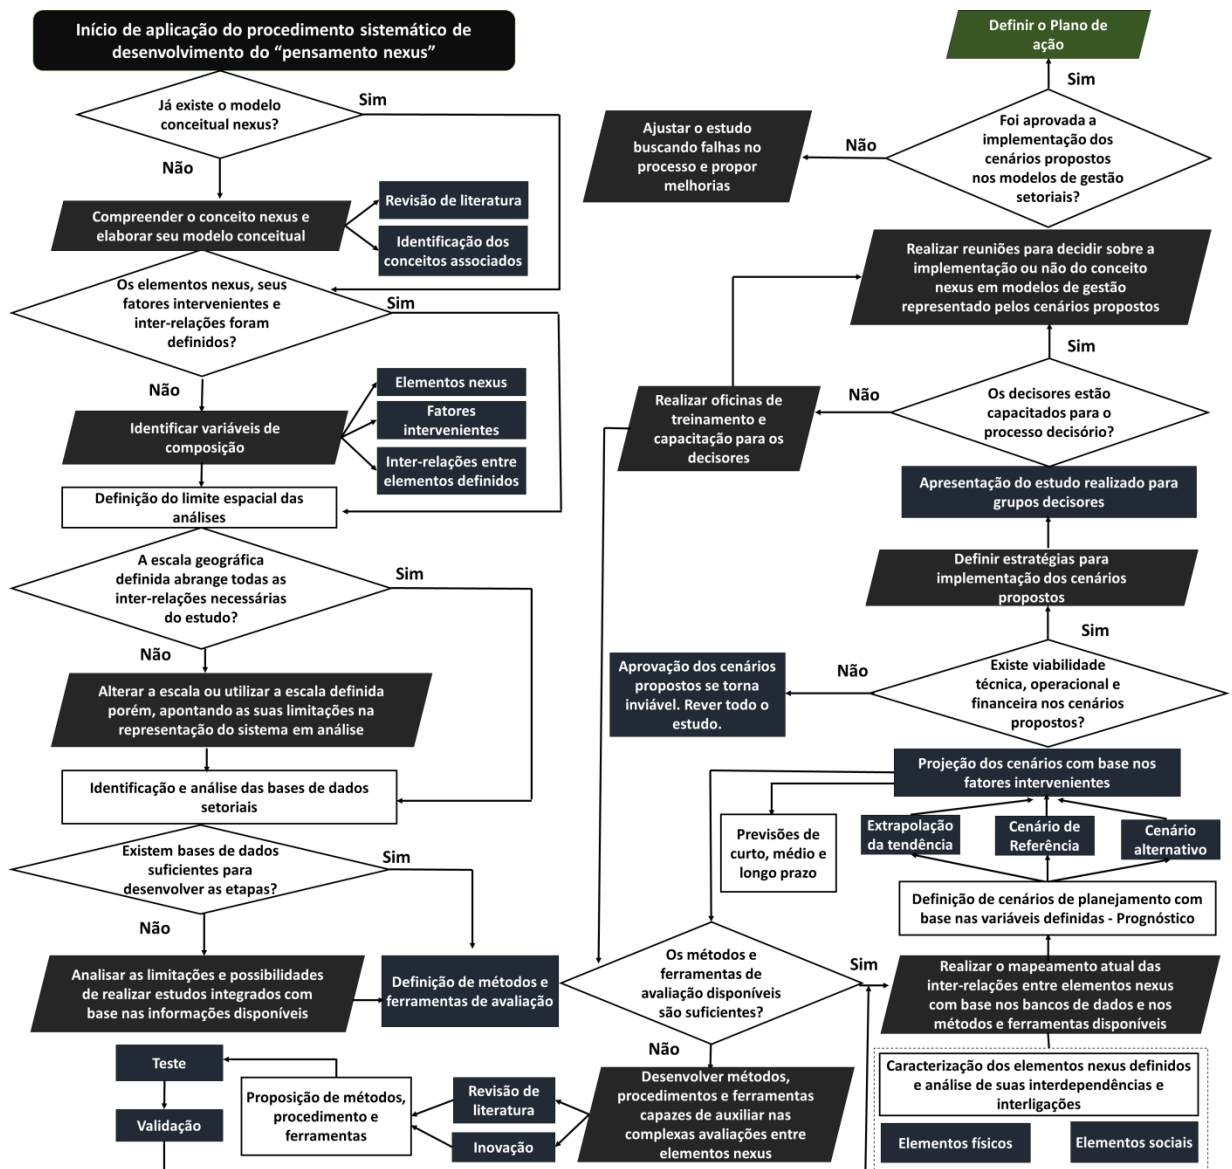 Início de aplicação do procedimento sistemático de
desenvolvimento do “pensamento nexus”
Já existe o modelo
conceitual nexus?
Sim
Não
Compreender o conceito nexus e
elaborar seu modelo conceitual
Revisão de literatura
Identificação dos
conceitos associados
Os elementos nexus, seus
fatores intervenientes e
inter-relações foram
definidos?
Sim
Não
Identificar variáveis de
composição
Elementos nexus
Fatores
intervenientes
Inter-relações entre
elementos definidos
Definição do limite espacial das
análises
A escala geográfica
definida abrange todas as
inter-relações necessárias
do estudo?
Sim
Não
Alterar a escala ou utilizar a escala definida
porém, apontando as suas limitações na
representação do sistema em análise
Identificação e análise das bases de dados
setoriais
Existem bases de dados
suficientes para
desenvolver as etapas?
Sim
Não
Analisar as limitações e possibilidades
de realizar estudos integrados com
base nas informações disponíveis
Definição de métodos e
ferramentas de avaliação
Os métodos e
ferramentas de
avaliação disponíveis
são suficientes?
Sim
Não
Desenvolver métodos,
procedimentos e ferramentas
capazes de auxiliar nas
complexas avaliações entre
elementos nexus
Revisão de
literatura
Inovação
Proposição de métodos,
procedimento e
ferramentas
Teste
Validação
Caracterização dos elementos nexus definidos
e análise de suas interdependências e
interligações
Elementos físicos
Elementos sociais
Realizar o mapeamento atual das
inter-relações entre elementos nexus
com base nos bancos de dados e nos
métodos e ferramentas disponíveis
Definição de cenários de planejamento com
base nas variáveis definidas - Prognóstico
Extrapolação
da tendência
Cenário de
Referência
Cenário
alternativo
Projeção dos cenários com base nos
fatores intervenientes
Previsões de
curto, médio e
longo prazo
Existe viabilidade
técnica, operacional e
financeira nos cenários
propostos?
Não
Sim
Aprovação dos cenários
propostos se torna
inviável. Rever todo o
estudo.
Definir estratégias para
implementação dos cenários
propostos
Apresentação do estudo realizado para
grupos decisores
Os decisores estão
capacitados para o
processo decisório?
Não
Sim
Realizar oficinas de
treinamento e
capacitação para os
decisores
Realizar reuniões para decidir sobre a
implementação ou não do conceito
nexus em modelos de gestão
representado pelos cenários propostos
Foi aprovada a
implementação dos
cenários propostos
nos modelos de gestão
setoriais?
Não
Sim
Ajustar o estudo
buscando falhas no
processo e propor
melhorias
Definir o Plano de
ação